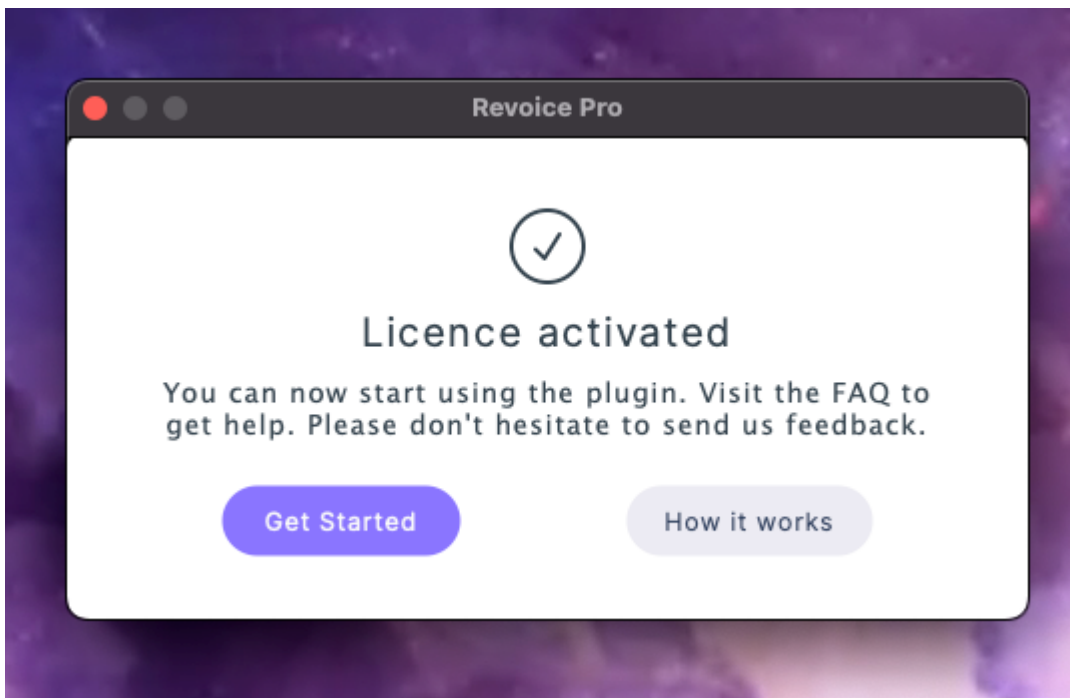 Revoice Pro
Licence activated
You can now start using the plugin. Visit the FAQ to
get help. Please don't hesitate to send us feedback.
Get Started
How it works